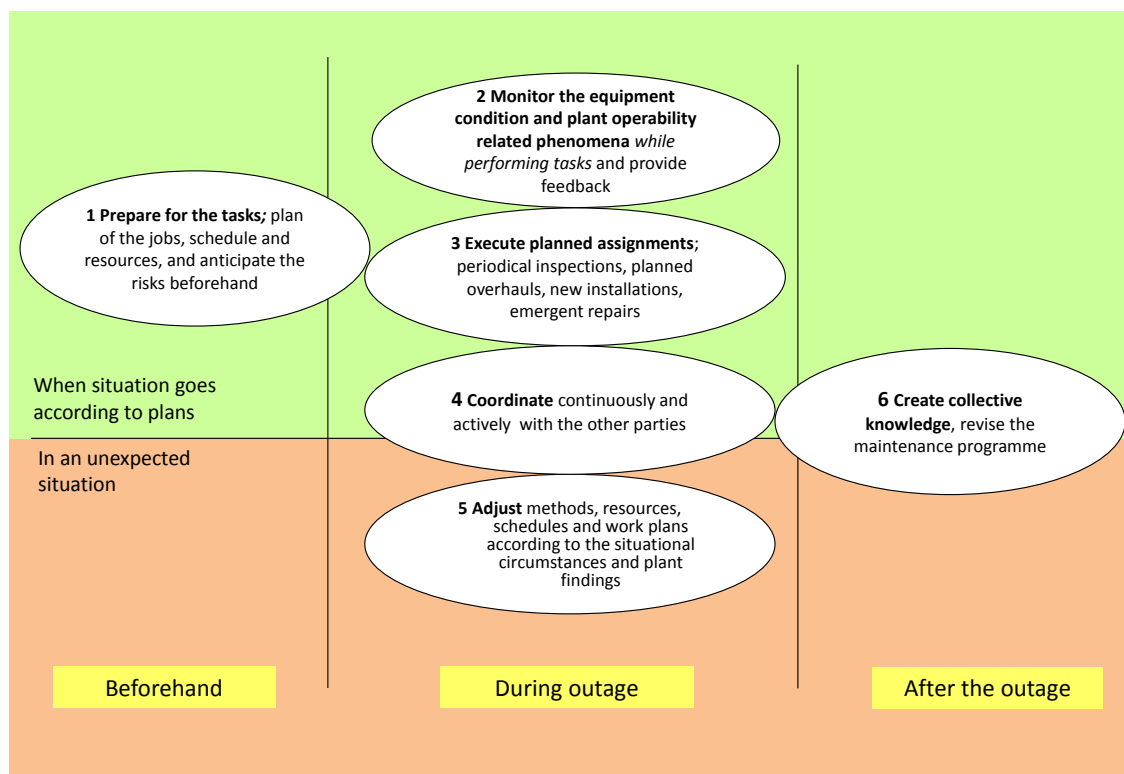 2 Monitor the equipment
condition and plant operability
related phenomena while
performing tasks and provide
feedback
1 Prepare for the tasks; plan
of the jobs, schedule and
resources, and anticipate the
risks beforehand
3 Execute planned assignments;
periodical inspections, planned
overhauls, new installations,
emergent repairs
When situation goes
according to plans
4 Coordinate continuously and
actively with the other parties
6 Create collective
knowledge, revise the
maintenance programme
In an unexpected
situation
5 Adjust methods, resources,
schedules and work plans
according to the situational
circumstances and plant
findings
Beforehand
During outage
After the outage